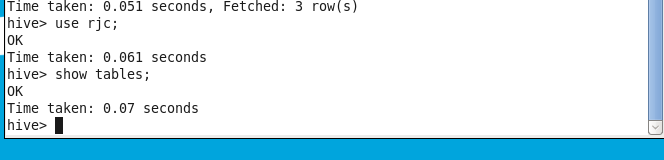 Time taken: 0.051 seconds, Fetched: 3 row(s)
hive> use rjc;
OK
Time taken: 0.061 seconds
hive> show tables;
OK
Time taken: 0.07 seconds
hive>